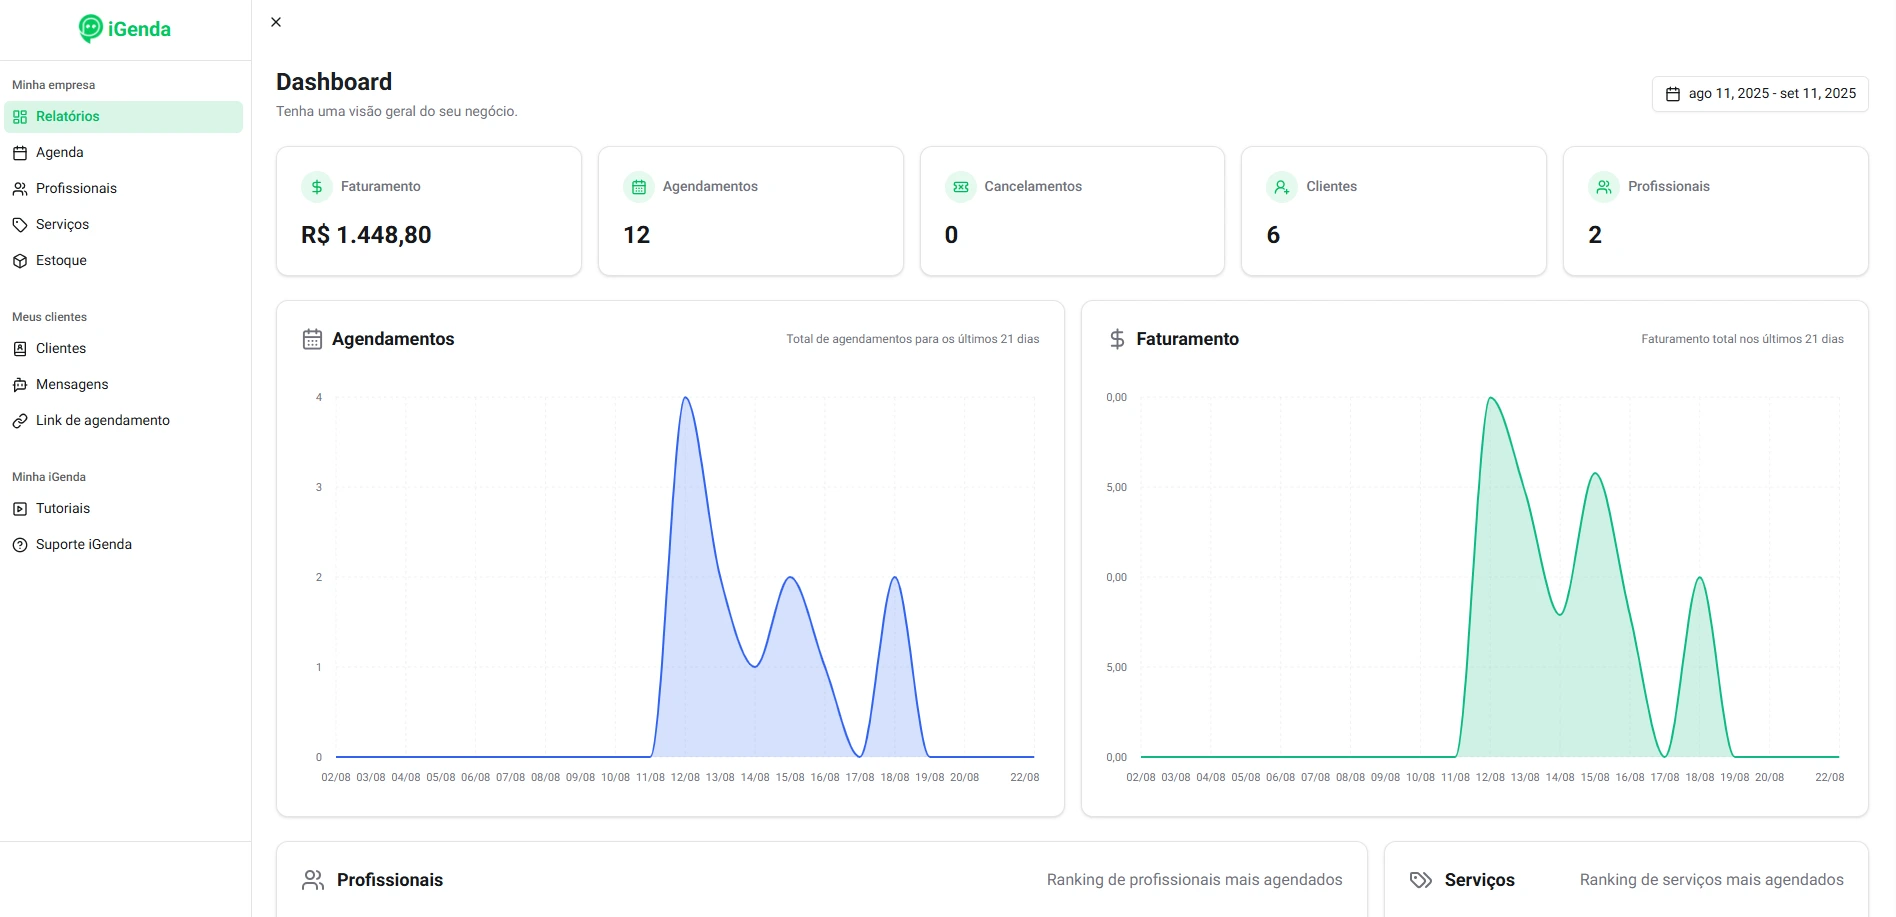 iGenda
Minha empresa
Relatórios
Agenda
Profissionais
Serviços
Estoque
Meus clientes
Clientes
Mensagens
Link de agendamento
Minha iGenda
Tutoriais
Suporte iGenda
Dashboard
Tenha uma visão geral do seu negócio.
ago 11, 2025 - set 11, 2025
Faturamento
R$ 1.448,80
Agendamentos
12
Cancelamentos
0
Clientes
6
Profissionais
2
Agendamentos
Total de agendamentos para os últimos 21 dias
4
3
2
1
0
02/08 03/08 04/08 05/08 06/08 07/08 08/08 09/08 10/08 11/08 12/08 13/08 14/08 15/08 16/08 17/08 18/08 19/08 20/08 22/08
Faturamento
Faturamento total nos últimos 21 dias
0,00
5,00
0,00
5,00
0,00
02/08 03/08 04/08 05/08 06/08 07/08 08/08 09/08 10/08 11/08 12/08 13/08 14/08 15/08 16/08 17/08 18/08 19/08 20/08 22/08
Profissionais
Ranking de profissionais mais agendados
Serviços
Ranking de serviços mais agendados